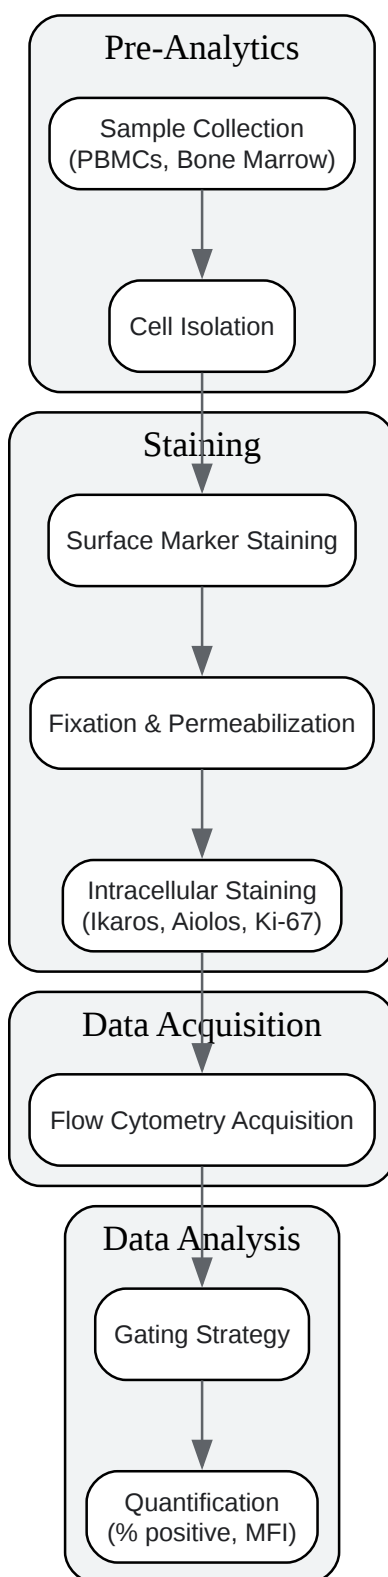 Pre-Analytics
Sample Collection
(PBMCs, Bone Marrow)
Cell Isolation
Staining
Surface Marker Staining
Fixation & Permeabilization
Intracellular Staining
(Ikaros, Aiolos, Ki-67)
Data Acquisition
Flow Cytometry Acquisition
Data Analysis
Gating Strategy
Quantification
(% positive, MFI)